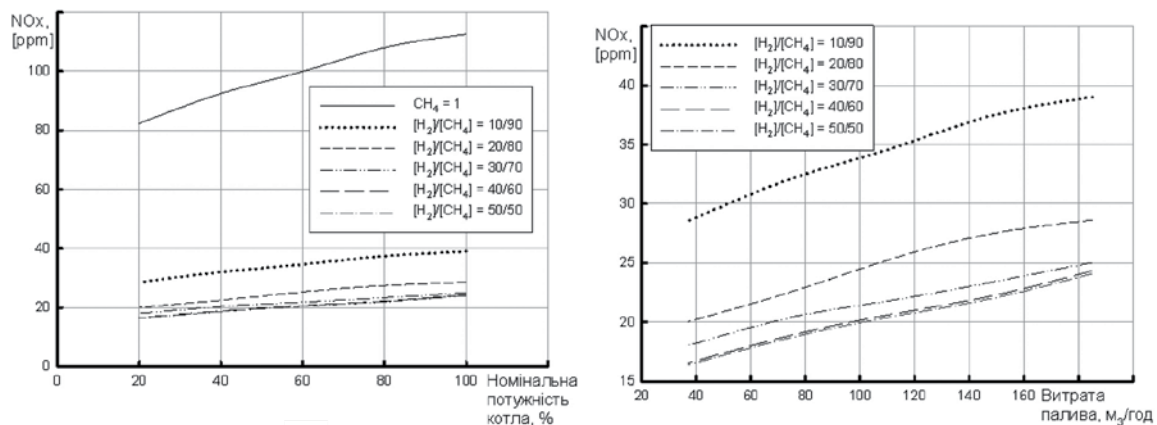 NOx,
[ppm]
100
80
60
40
20
0
CH₄ = 1
[H₂]/[CH₄] = 10/90
[H₂]/[CH₄] = 20/80
[H₂]/[CH₄] = 30/70
[H₂]/[CH₄] = 40/60
[H₂]/[CH₄] = 50/50
0 20 40 60 80 100
Номінальна
потужність
котла, %
NOx,
[ppm]
40
35
30
25
20
15
[H₂]/[CH₄] = 10/90
[H₂]/[CH₄] = 20/80
[H₂]/[CH₄] = 30/70
[H₂]/[CH₄] = 40/60
[H₂]/[CH₄] = 50/50
20 40 60 80 100 120 140 160
Витрата
палива, м₃/год